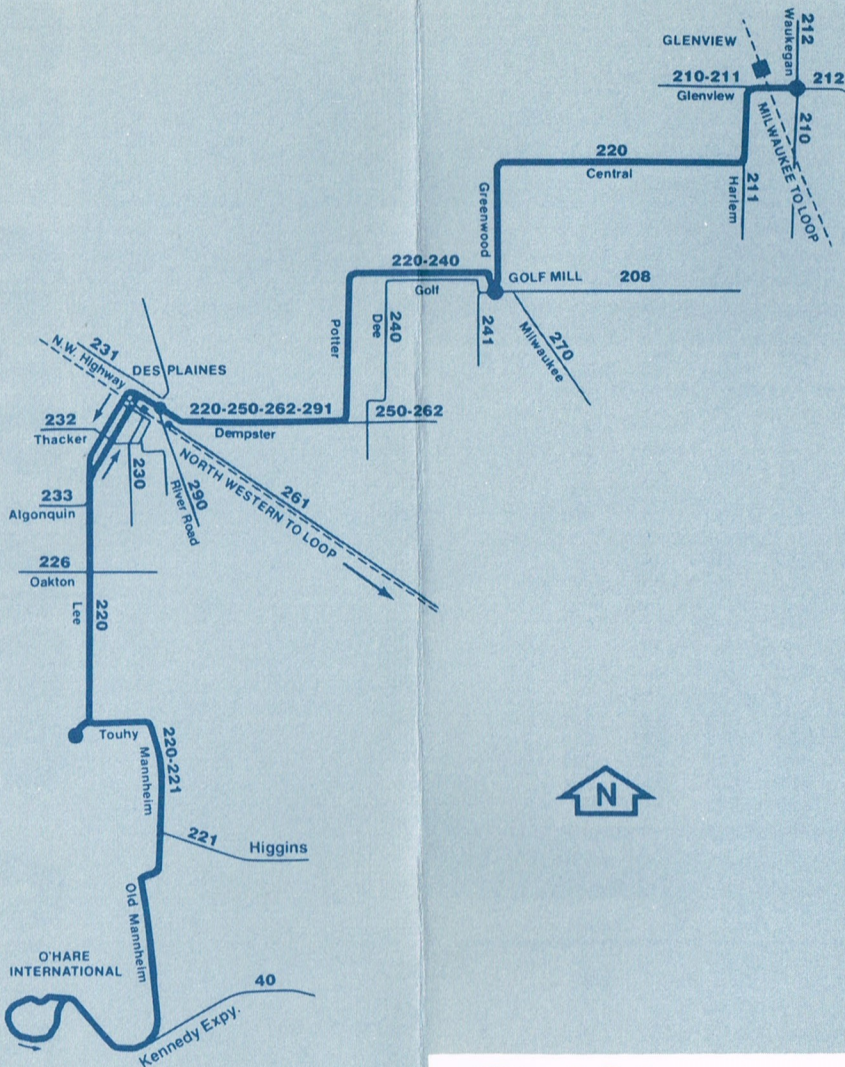 212
Waukegan
GLENVIEW
210-211
Glenview
212
210
MILWAUKEE TO LOOP
220
Central
211
Harlem
Greenwood
220-240
Golf
GOLF MILL
208
Potter
Dee
240
241
270
Milwaukee
231
N.W. Highway
DES PLAINES
220-250-262-291
Dempster
250-262
232
Thacker
230
290
River Road
NORTH WESTERN TO LOOP
261
233
Algonquin
226
Oakton
Lee
220
Touhy
220-221
Mannheim
221
Higgins
N
Old Mannheim
O'HARE
INTERNATIONAL
40
Kennedy Expy.